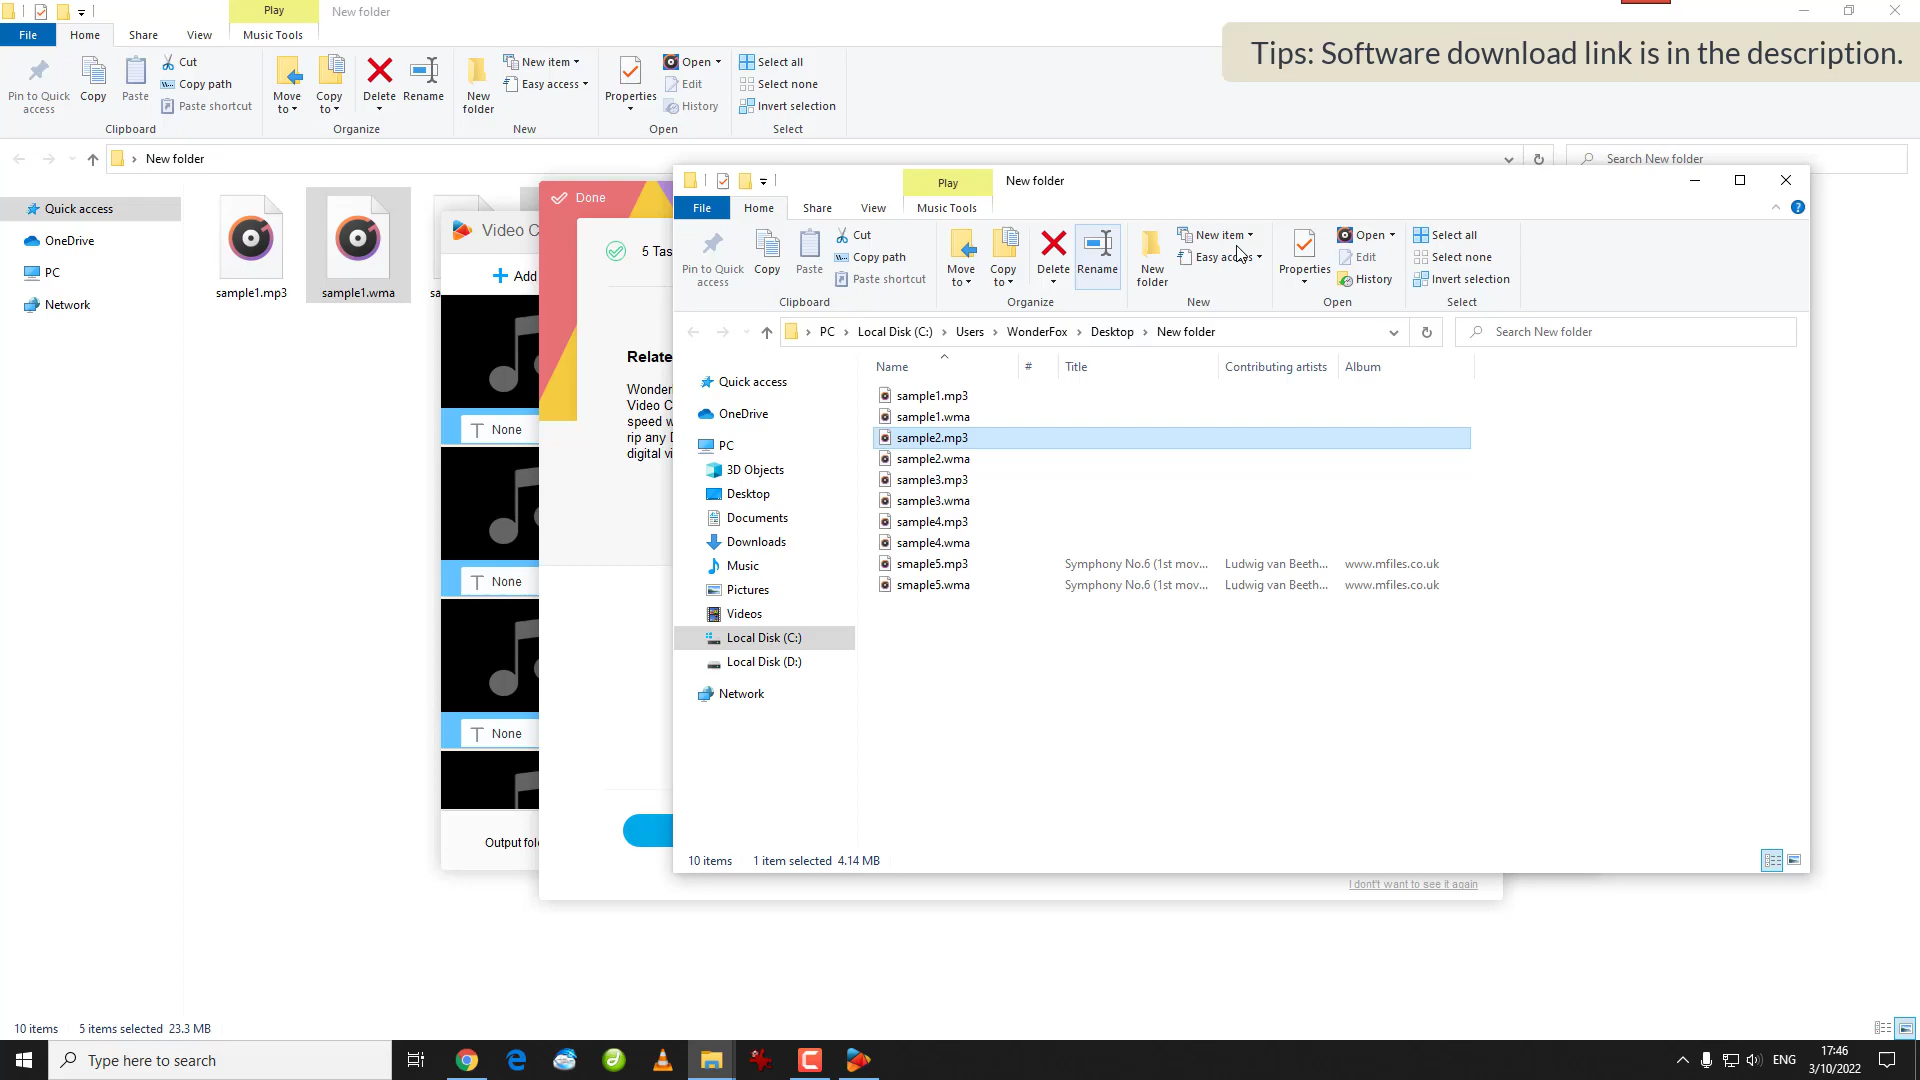 Play
New folder
File
Home
Share
View
Music Tools
Tips: Software download link is in the description.
Pin to Quick access
Copy
Paste
Cut
Copy path
Paste shortcut
Clipboard
Move to
Copy to
Delete
Rename
Organize
New folder
New item
Easy access
New
Properties
Open
Edit
History
Open
Select all
Select none
Invert selection
Select
New folder
Search New folder
Quick access
OneDrive
PC
Network
sample1.mp3
sample1.wma
sa
Video C
Add
None
None
None
Output fol
Done
5 Tas
Relate
Wonder
Video C
speed w
rip any D
digital vi
I don't want to see it again
Play
New folder
File
Home
Share
View
Music Tools
Pin to Quick access
Copy
Paste
Cut
Copy path
Paste shortcut
Clipboard
Move to
Copy to
Delete
Rename
Organize
New folder
New item
Easy access
New
Properties
Open
Edit
History
Open
Select all
Select none
Invert selection
Select
PC
Local Disk (C:)
Users
WonderFox
Desktop
New folder
Search New folder
Quick access
OneDrive
PC
3D Objects
Desktop
Documents
Downloads
Music
Pictures
Videos
Local Disk (C:)
Local Disk (D:)
Network
Name # Title Contributing artists Album
sample1.mp3
sample1.wma
sample2.mp3
sample2.wma
sample3.mp3
sample3.wma
sample4.mp3
sample4.wma
smaple5.mp3 Symphony No.6 (1st mov... Ludwig van Beeth... www.mfiles.co.uk
smaple5.wma Symphony No.6 (1st mov... Ludwig van Beeth... www.mfiles.co.uk
10 items 1 item selected 4.14 MB
10 items 5 items selected 23.3 MB
Type here to search
ENG
17:46
3/10/2022